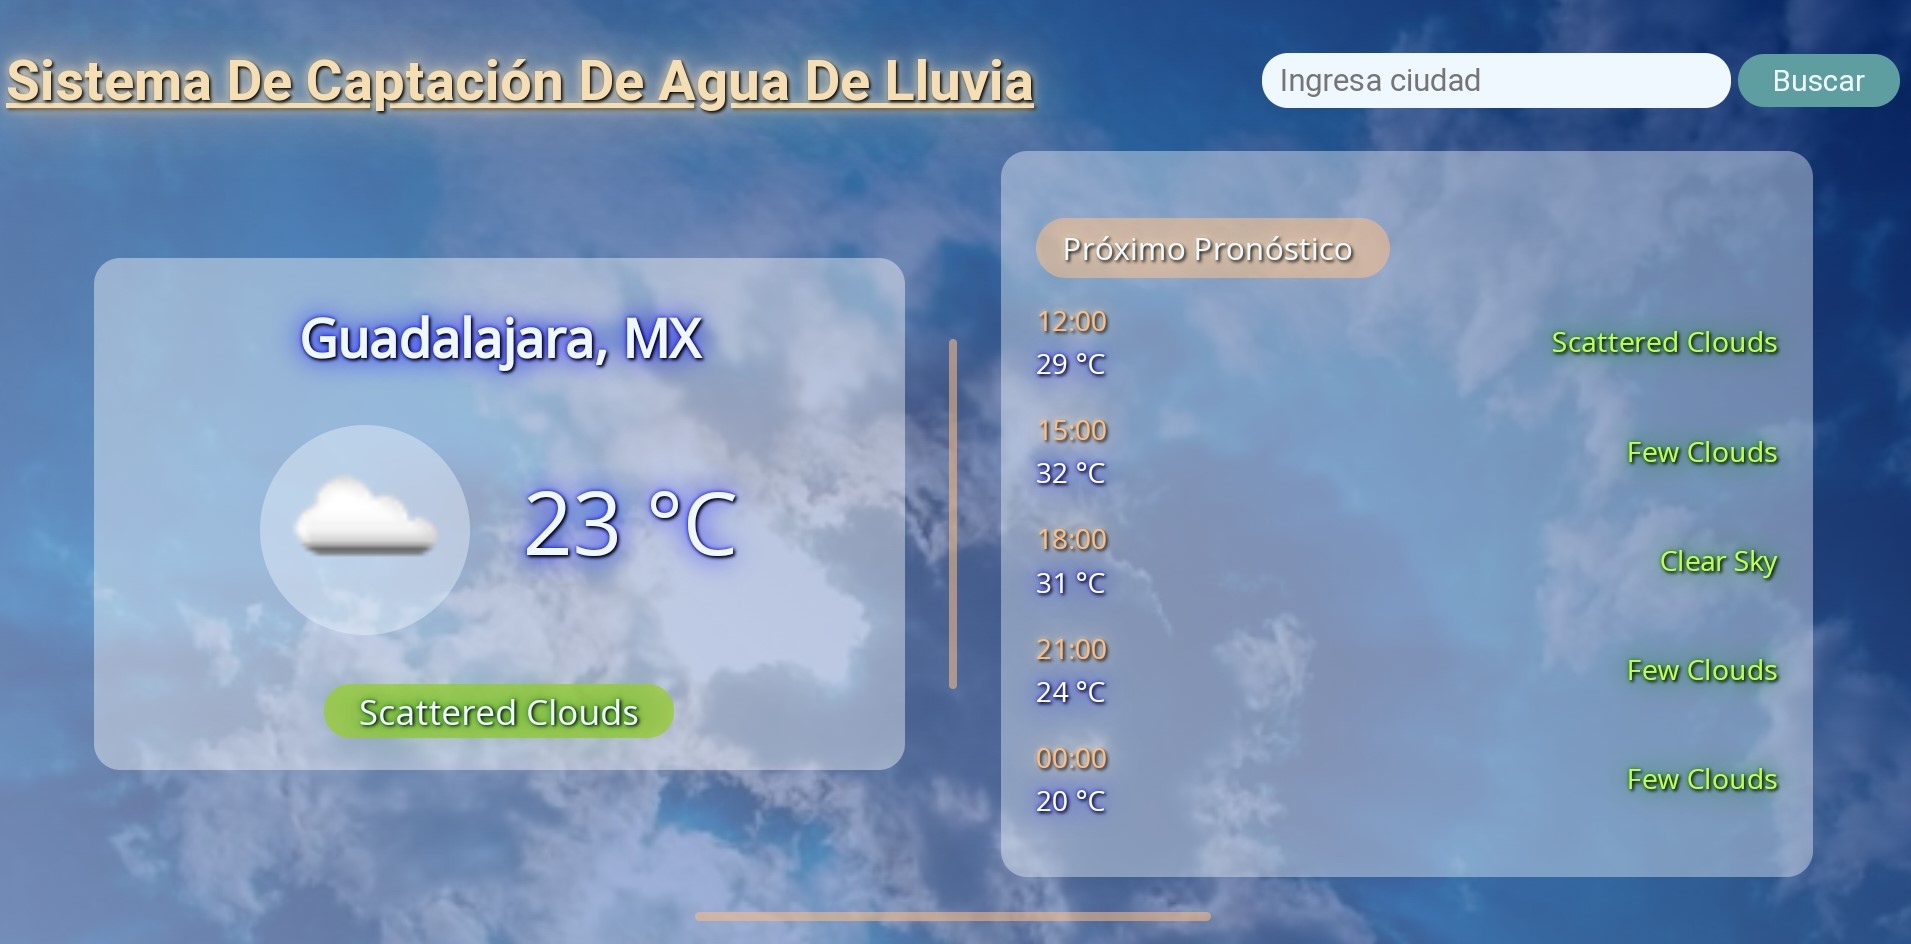 Sistema De Captación De Agua De Lluvia
Ingresa ciudad
Buscar
Guadalajara, MX
23 °C
Scattered Clouds
Próximo Pronóstico
12:00
29 °C
Scattered Clouds
15:00
32 °C
Few Clouds
18:00
31 °C
Clear Sky
21:00
24 °C
Few Clouds
00:00
20 °C
Few Clouds